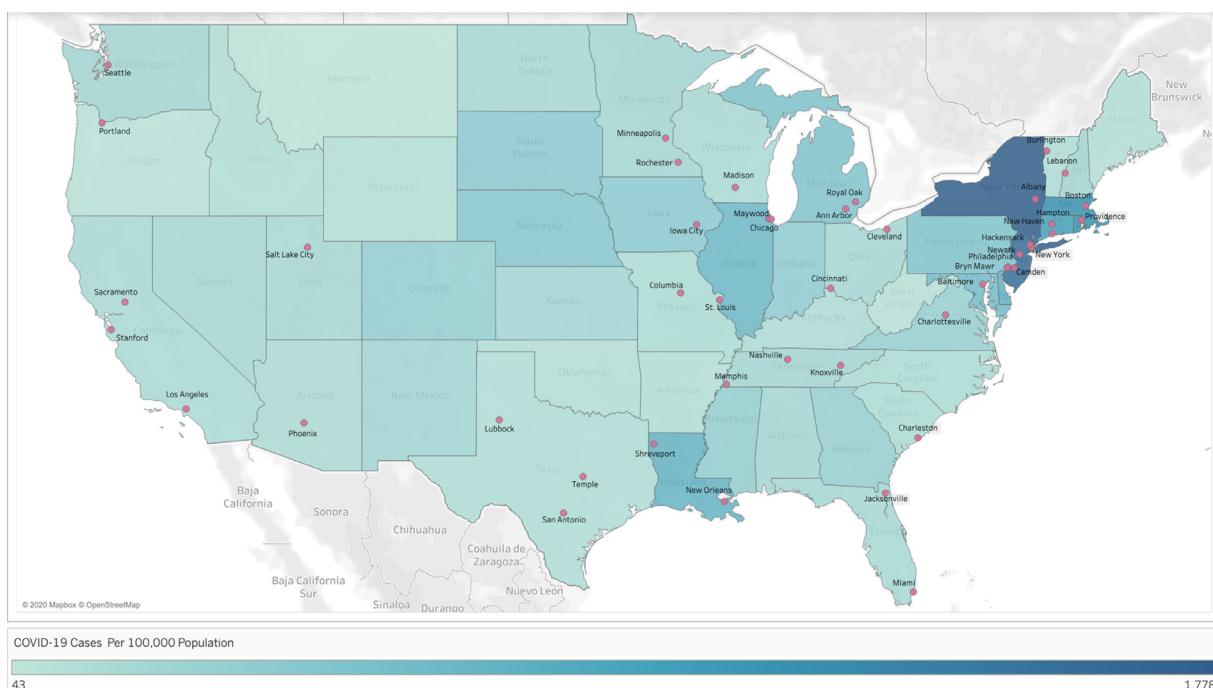 New
Brunswick
Washington
Seattle
Montana
North
Dakota
Minnesota
Maine
Portland
Minneapolis
Burlington
Wisconsin
Lebanon
NH
Oregon
Idaho
South
Dakota
Rochester
Madison
Michigan
Royal Oak
New York
Albany
Boston
MA
Wyoming
Iowa
Iowa City
Maywood
Chicago
Ann Arbor
Hampton
Providence
New Haven
Cleveland
Hackensack
Newark
New York
Nebraska
Salt Lake City
Pennsylvania
Philadelphia
Bryn Mawr
Camden
Nevada
Utah
Illinois
Indiana
Ohio
Cincinnati
Baltimore
Sacramento
Colorado
Columbia
Missouri
St. Louis
West
Virginia
California
Kansas
Kentucky
Charlottesville
Stanford
Nashville
Tennessee
Knoxville
North
Carolina
Los Angeles
Arizona
New Mexico
Oklahoma
Arkansas
Memphis
South
Carolina
Phoenix
Lubbock
Mississippi
Alabama
Georgia
Charleston
Shreveport
Texas
Temple
Louisiana
New Orleans
Jacksonville
Baja
California
Sonora
San Antonio
Florida
Chihuahua
Coahuila de
Zaragoza
Baja California
Sur
Nuevo León
Miami
Sinaloa
Durango
© 2020 Mapbox © OpenStreetMap
COVID-19 Cases Per 100,000 Population
43
1,778